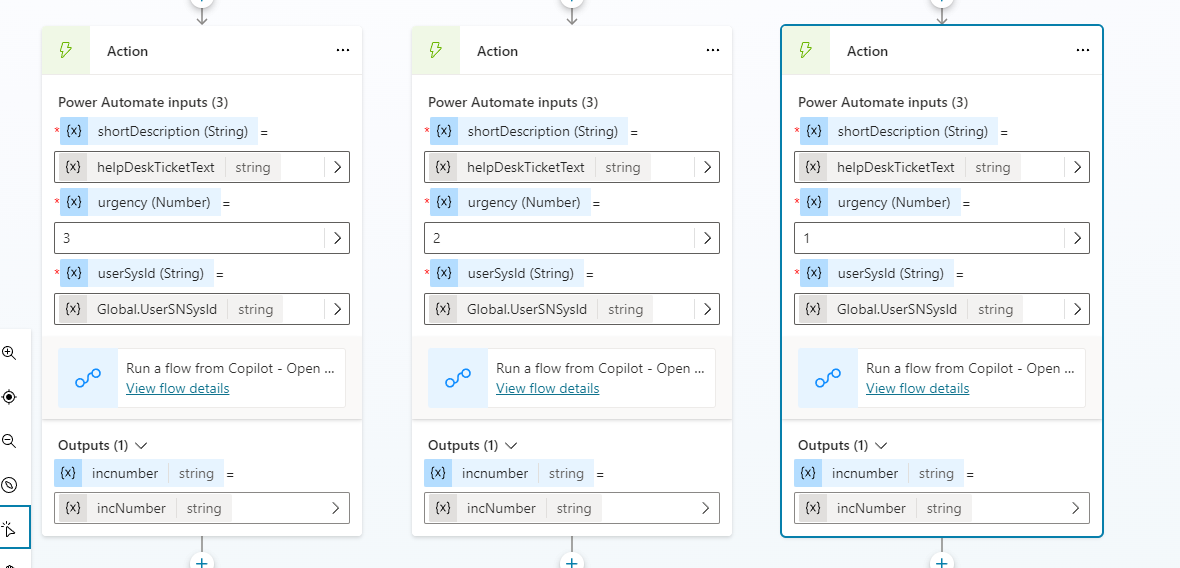 Action ...
Power Automate inputs (3)
* {x} shortDescription (String) =
{x} helpDeskTicketText string
* {x} urgency (Number) =
3
* {x} userSysId (String) =
{x} Global.UserSNSysId string
Run a flow from Copilot - Open ...
View flow details
Outputs (1)
{x} incnumber string =
{x} incNumber string
Action ...
Power Automate inputs (3)
* {x} shortDescription (String) =
{x} helpDeskTicketText string
* {x} urgency (Number) =
2
* {x} userSysId (String) =
{x} Global.UserSNSysId string
Run a flow from Copilot - Open ...
View flow details
Outputs (1)
{x} incnumber string =
{x} incNumber string
Action ...
Power Automate inputs (3)
* {x} shortDescription (String) =
{x} helpDeskTicketText string
* {x} urgency (Number) =
1
* {x} userSysId (String) =
{x} Global.UserSNSysId string
Run a flow from Copilot - Open ...
View flow details
Outputs (1)
{x} incnumber string =
{x} incNumber string